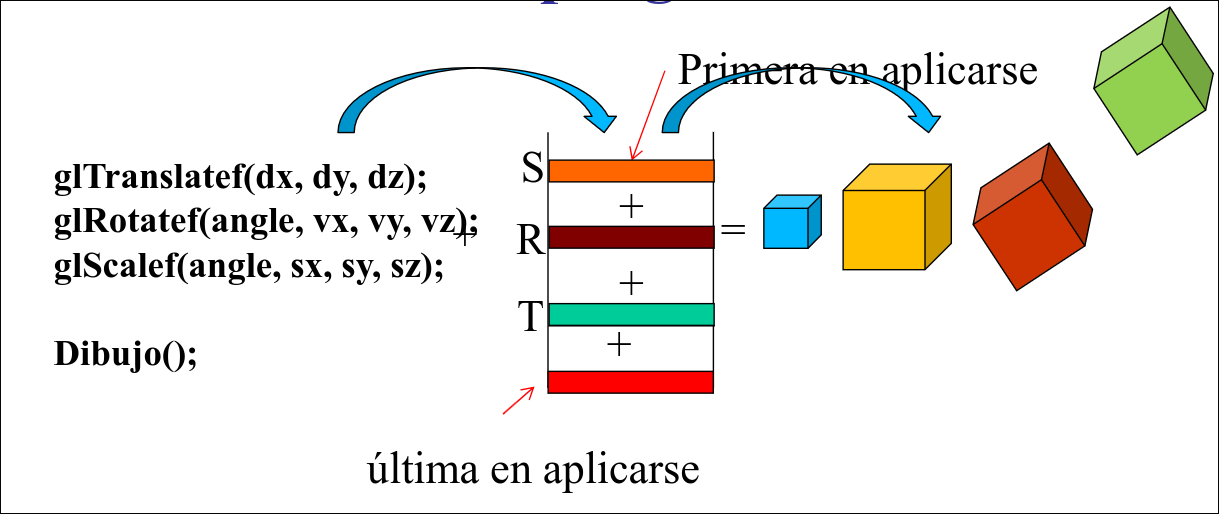 Primera en aplicarse
glTranslatef(dx, dy, dz);
glRotatef(angle, vx, vy, vz);
glScalef(angle, sx, sy, sz);
Dibujo();
+
S
+
R
=
+
T
+
última en aplicarse